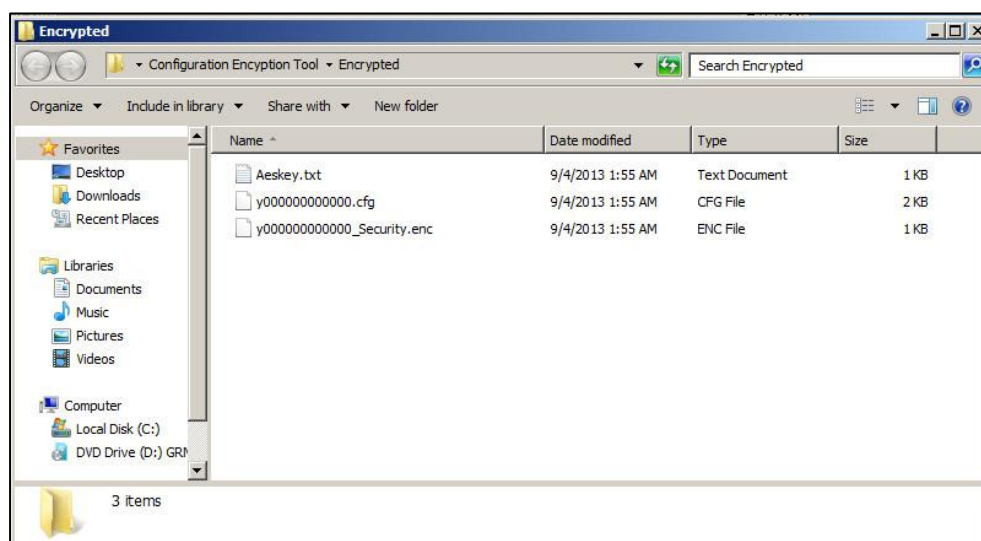 Encrypted
Configuration Encyption Tool Encrypted
Search Encrypted
Organize Include in library Share with New folder
Name Date modified Type Size
Favorites
Desktop
Downloads
Recent Places
Libraries
Documents
Music
Pictures
Videos
Computer
Local Disk (C:)
DVD Drive (D:) GRM
Aeskey.txt 9/4/2013 1:55 AM Text Document 1 KB
y000000000000.cfg 9/4/2013 1:55 AM CFG File 2 KB
y000000000000_Security.enc 9/4/2013 1:55 AM ENC File 1 KB
3 items